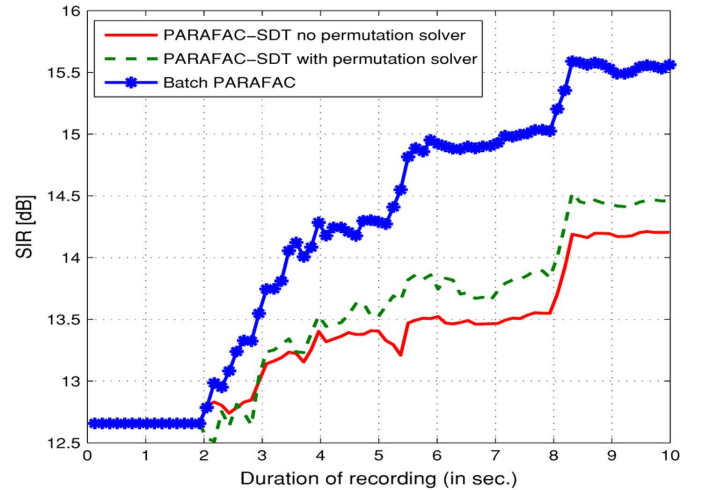 PARAFAC−SDT no permutation solver
PARAFAC−SDT with permutation solver
Batch PARAFAC
16
15.5
15
14.5
14
13.5
13
12.5
SIR [dB]
0 1 2 3 4 5 6 7 8 9 10
Duration of recording (in sec.)